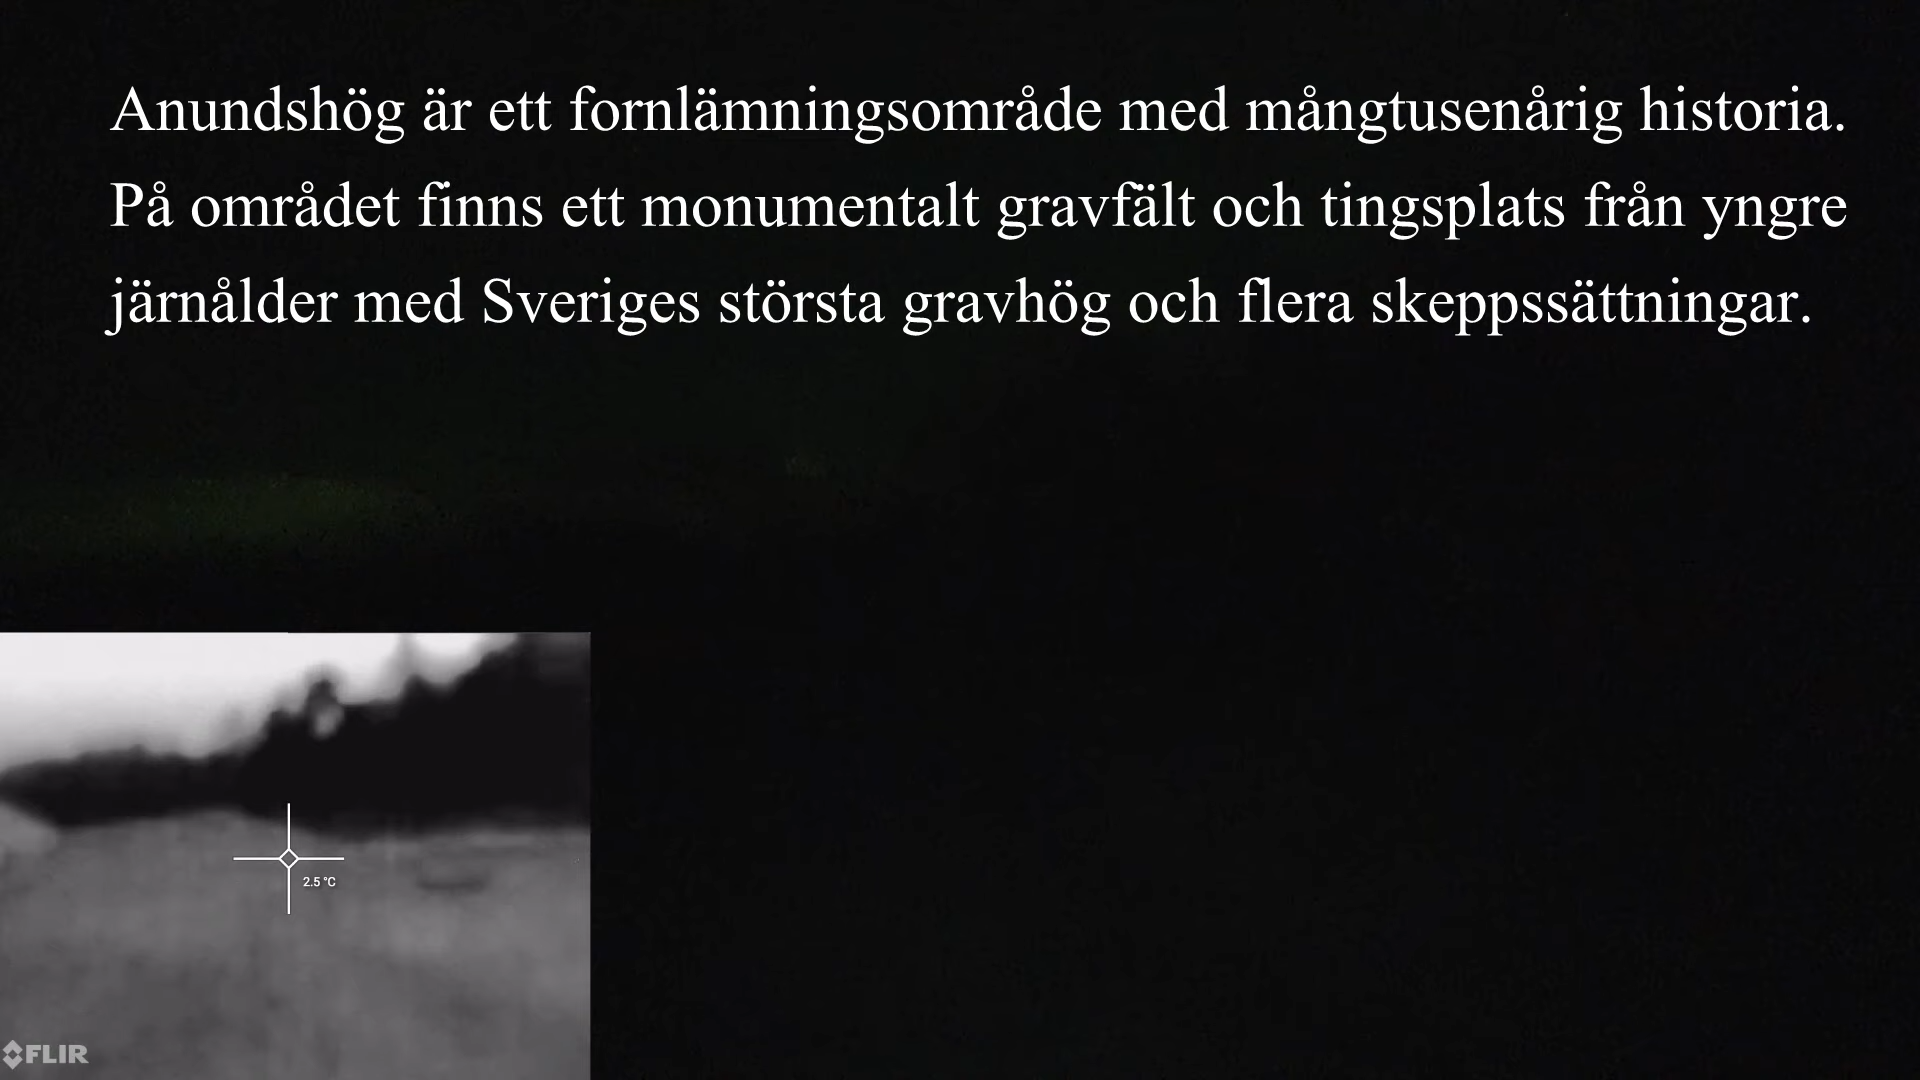 Anundshög är ett fornlämningsområde med mångtusenårig historia.
På området finns ett monumentalt gravfält och tingsplats från yngre
järnålder med Sveriges största gravhög och flera skeppssättningar.
2.5 °C
FLIR